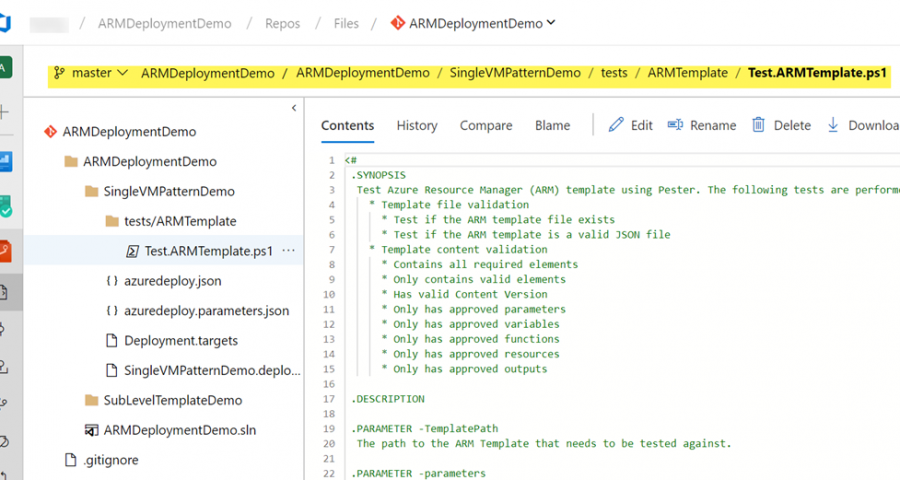 / ARMDeploymentDemo / Repos / Files / ARMDeploymentDemo
A
master ARMDeploymentDemo / ARMDeploymentDemo / SingleVMPatternDemo / tests / ARMTemplate / Test.ARMTemplate.ps1
ARMDeploymentDemo
ARMDeploymentDemo
SingleVMPatternDemo
tests/ARMTemplate
Test.ARMTemplate.ps1 ···
{ } azuredeploy.json
{ } azuredeploy.parameters.json
Deployment.targets
SingleVMPatternDemo.deplo...
SubLevelTemplateDemo
ARMDeploymentDemo.sln
.gitignore
Contents History Compare Blame Edit Rename Delete Downloa
1 <#
2 .SYNOPSIS
3 Test Azure Resource Manager (ARM) template using Pester. The following tests are performe
4 * Template file validation
5 * Test if the ARM template file exists
6 * Test if the ARM template is a valid JSON file
7 * Template content validation
8 * Contains all required elements
9 * Only contains valid elements
10 * Has valid Content Version
11 * Only has approved parameters
12 * Only has approved variables
13 * Only has approved functions
14 * Only has approved resources
15 * Only has approved outputs
16
17 .DESCRIPTION
18
19 .PARAMETER -TemplatePath
20 The path to the ARM Template that needs to be tested against.
21
22 .PARAMETER -parameters